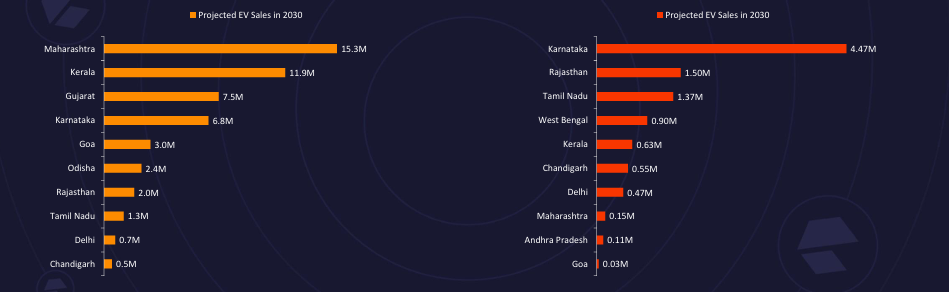 Projected EV Sales in 2030
Maharashtra 15.3M
Kerala 11.9M
Gujarat 7.5M
Karnataka 6.8M
Goa 3.0M
Odisha 2.4M
Rajasthan 2.0M
Tamil Nadu 1.3M
Delhi 0.7M
Chandigarh 0.5M
Projected EV Sales in 2030
Karnataka 4.47M
Rajasthan 1.50M
Tamil Nadu 1.37M
West Bengal 0.90M
Kerala 0.63M
Chandigarh 0.55M
Delhi 0.47M
Maharashtra 0.15M
Andhra Pradesh 0.11M
Goa 0.03M